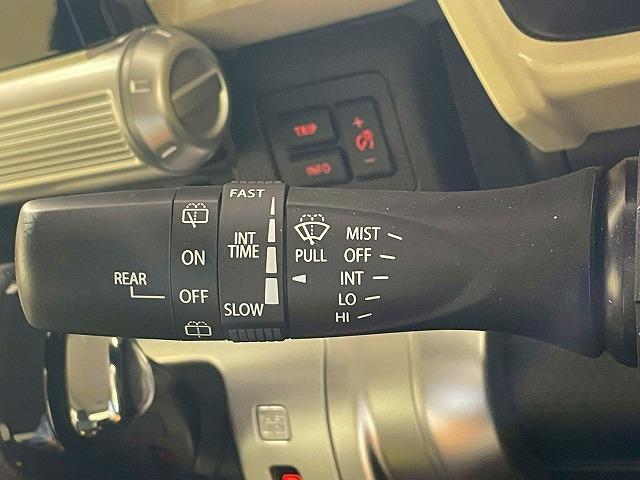 TRIP
+
INFO
-
FAST
INT
TIME
SLOW
ON
REAR
OFF
PULL
MIST
OFF
INT
LO
HI